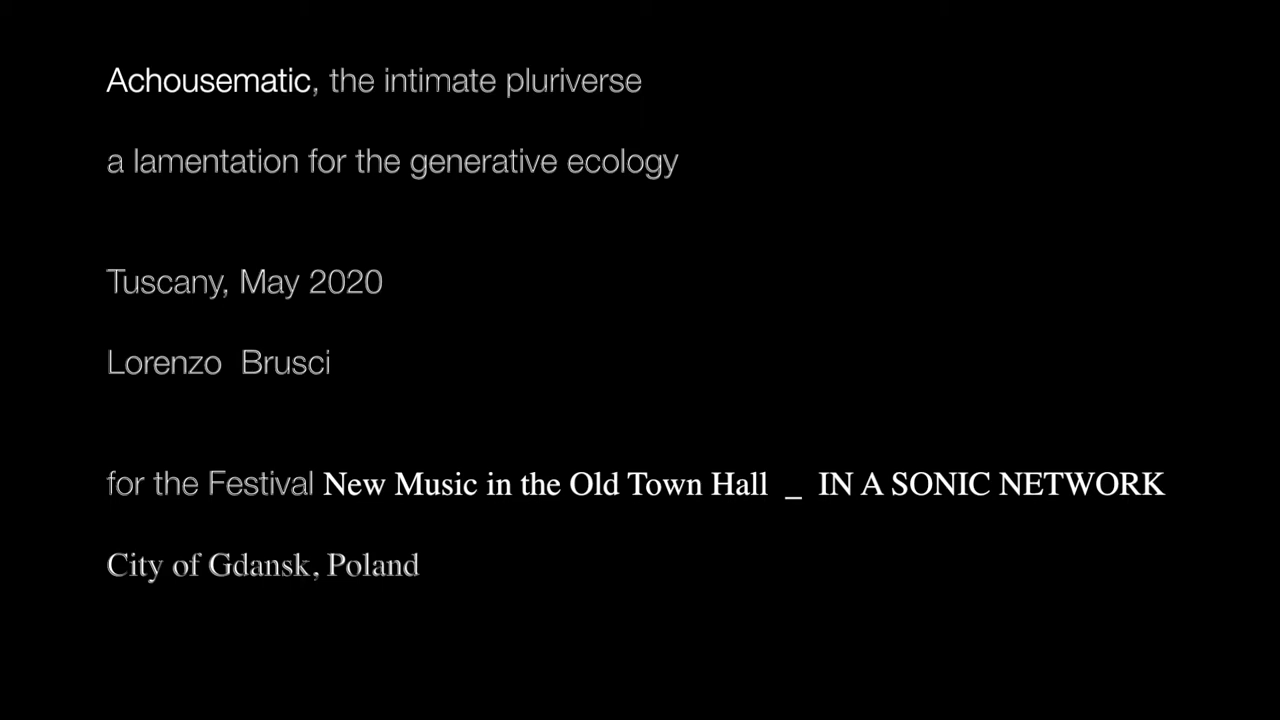 Achousematic, the intimate pluriverse
a lamentation for the generative ecology
Tuscany, May 2020
Lorenzo Brusci
for the Festival New Music in the Old Town Hall _ IN A SONIC NETWORK
City of Gdansk, Poland